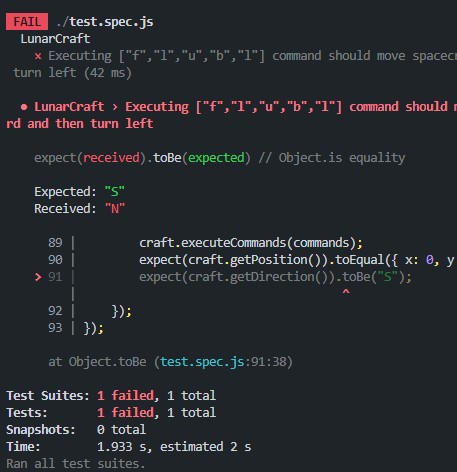 FAIL ./test.spec.js
LunarCraft
× Executing ["f","l","u","b","l"] command should move spacecr
turn left (42 ms)
● LunarCraft › Executing ["f","l","u","b","l"] command should m
rd and then turn left
expect(received).toBe(expected) // Object.is equality
Expected: "S"
Received: "N"
89 | craft.executeCommands(commands);
90 | expect(craft.getPosition()).toEqual({ x: 0, y
> 91 | expect(craft.getDirection()).toBe("S");
| ^
92 | });
93 | });
at Object.toBe (test.spec.js:91:38)
Test Suites: 1 failed, 1 total
Tests: 1 failed, 1 total
Snapshots: 0 total
Time: 1.933 s, estimated 2 s
Ran all test suites.